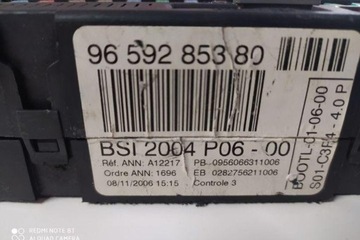 96 592 853 80
BSI 2004 P06 - 00
Réf. ANN: A12217 PB 0956066311006
Ordre ANN: 1696 EB 0282756211006
08/11/2006 15:15 Controle 3
BOOTL-01-06-00
S01-C3F4 - 4.0 P
REDMI NOTE 8T
AI QUAD CAMERA